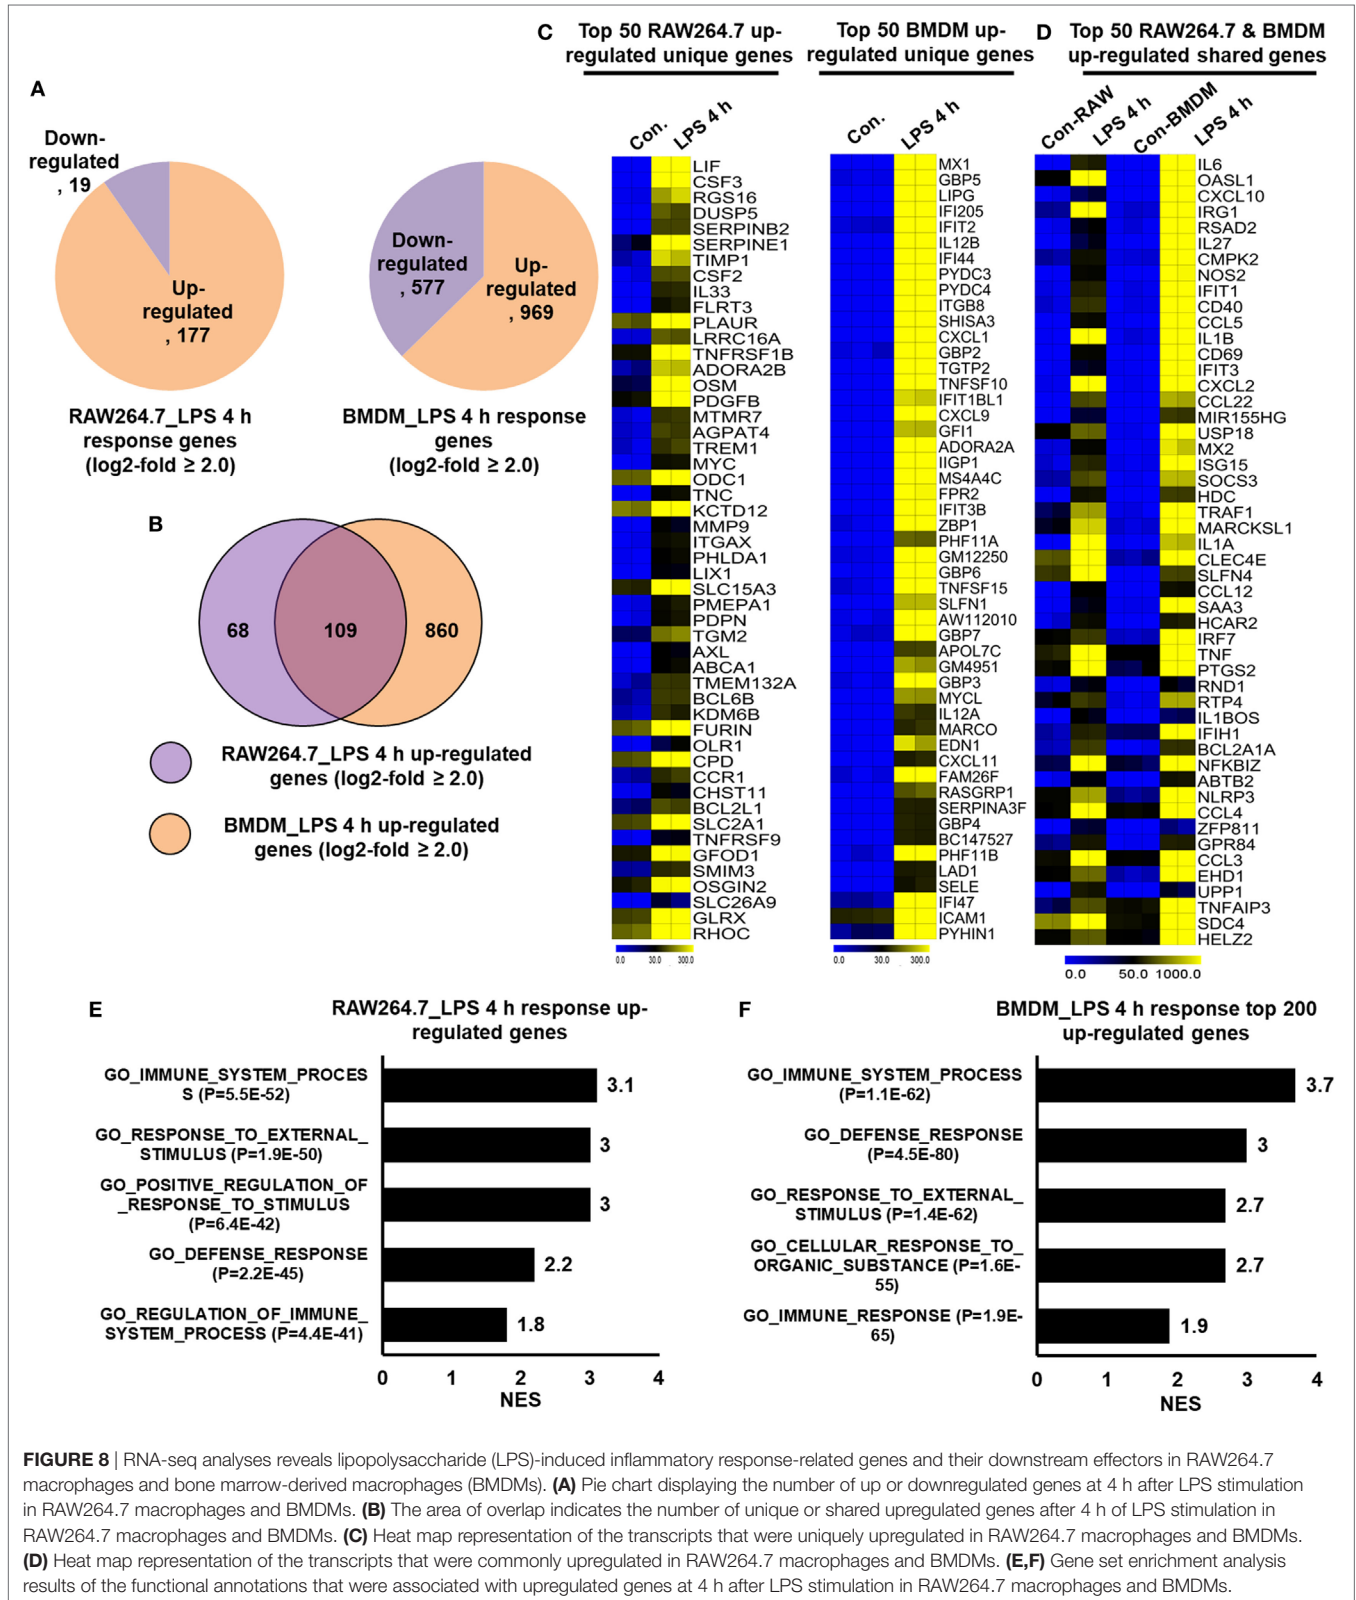 A
Down-
regulated
, 19
Up-
regulated
, 177
RAW264.7_LPS 4 h
response genes
(log2-fold ≥ 2.0)
Down-
regulated
, 577
Up-
regulated
, 969
BMDM_LPS 4 h response
genes
(log2-fold ≥ 2.0)
B
68
109
860
RAW264.7_LPS 4 h up-regulated
genes (log2-fold ≥ 2.0)
BMDM_LPS 4 h up-regulated
genes (log2-fold ≥ 2.0)
C
Top 50 RAW264.7 up-
regulated unique genes
Con.
LPS 4 h
LIF
CSF3
RGS16
DUSP5
SERPINB2
SERPINE1
TIMP1
CSF2
IL33
FLRT3
PLAUR
LRRC16A
TNFRSF1B
ADORA2B
OSM
PDGFB
MTMR7
AGPAT4
TREM1
MYC
ODC1
TNC
KCTD12
MMP9
ITGAX
PHLDA1
LIX1
SLC15A3
PMEPA1
PDPN
TGM2
AXL
ABCA1
TMEM132A
BCL6B
KDM6B
FURIN
OLR1
CPD
CCR1
CHST11
BCL2L1
SLC2A1
TNFRSF9
GFOD1
SMIM3
OSGIN2
SLC26A9
GLRX
RHOC
0.0 30.0 300.0
Top 50 BMDM up-
regulated unique genes
Con.
LPS 4 h
MX1
GBP5
LIPG
IFI205
IFIT2
IL12B
IFI44
PYDC3
PYDC4
ITGB8
SHISA3
CXCL1
GBP2
TGTP2
TNFSF10
IFIT1BL1
CXCL9
GFI1
ADORA2A
IIGP1
MS4A4C
FPR2
IFIT3B
ZBP1
PHF11A
GM12250
GBP6
TNFSF15
SLFN1
AW112010
GBP7
APOL7C
GM4951
GBP3
MYCL
IL12A
MARCO
EDN1
CXCL11
FAM26F
RASGRP1
SERPINA3F
GBP4
BC147527
PHF11B
LAD1
SELE
IFI47
ICAM1
PYHIN1
0.0 30.0 300.0
D
Top 50 RAW264.7 & BMDM
up-regulated shared genes
Con-RAW
LPS 4 h
Con-BMDM
LPS 4 h
IL6
OASL1
CXCL10
IRG1
RSAD2
IL27
CMPK2
NOS2
IFIT1
CD40
CCL5
IL1B
CD69
IFIT3
CXCL2
CCL22
MIR155HG
USP18
MX2
ISG15
SOCS3
HDC
TRAF1
MARCKSL1
IL1A
CLEC4E
SLFN4
CCL12
SAA3
HCAR2
IRF7
TNF
PTGS2
RND1
RTP4
IL1BOS
IFIH1
BCL2A1A
NFKBIZ
ABTB2
NLRP3
CCL4
ZFP811
GPR84
CCL3
EHD1
UPP1
TNFAIP3
SDC4
HELZ2
0.0 50.0 1000.0
E
RAW264.7_LPS 4 h response up-
regulated genes
GO_IMMUNE_SYSTEM_PROCES
S (P=5.5E-52)
3.1
GO_RESPONSE_TO_EXTERNAL_
STIMULUS (P=1.9E-50)
3
GO_POSITIVE_REGULATION_OF
_RESPONSE_TO_STIMULUS
(P=6.4E-42)
3
GO_DEFENSE_RESPONSE
(P=2.2E-45)
2.2
GO_REGULATION_OF_IMMUNE_
SYSTEM_PROCESS (P=4.4E-41)
1.8
0 1 2 3 4
NES
F
BMDM_LPS 4 h response top 200
up-regulated genes
GO_IMMUNE_SYSTEM_PROCESS
(P=1.1E-62)
3.7
GO_DEFENSE_RESPONSE
(P=4.5E-80)
3
GO_RESPONSE_TO_EXTERNAL_
STIMULUS (P=1.4E-62)
2.7
GO_CELLULAR_RESPONSE_TO_
ORGANIC_SUBSTANCE (P=1.6E-
55)
2.7
GO_IMMUNE_RESPONSE (P=1.9E-
65)
1.9
0 1 2 3 4
NES
FIGURE 8 | RNA-seq analyses reveals lipopolysaccharide (LPS)-induced inflammatory response-related genes and their downstream effectors in RAW264.7
macrophages and bone marrow-derived macrophages (BMDMs). (A) Pie chart displaying the number of up or downregulated genes at 4 h after LPS stimulation
in RAW264.7 macrophages and BMDMs. (B) The area of overlap indicates the number of unique or shared upregulated genes after 4 h of LPS stimulation in
RAW264.7 macrophages and BMDMs. (C) Heat map representation of the transcripts that were uniquely upregulated in RAW264.7 macrophages and BMDMs.
(D) Heat map representation of the transcripts that were commonly upregulated in RAW264.7 macrophages and BMDMs. (E,F) Gene set enrichment analysis
results of the functional annotations that were associated with upregulated genes at 4 h after LPS stimulation in RAW264.7 macrophages and BMDMs.